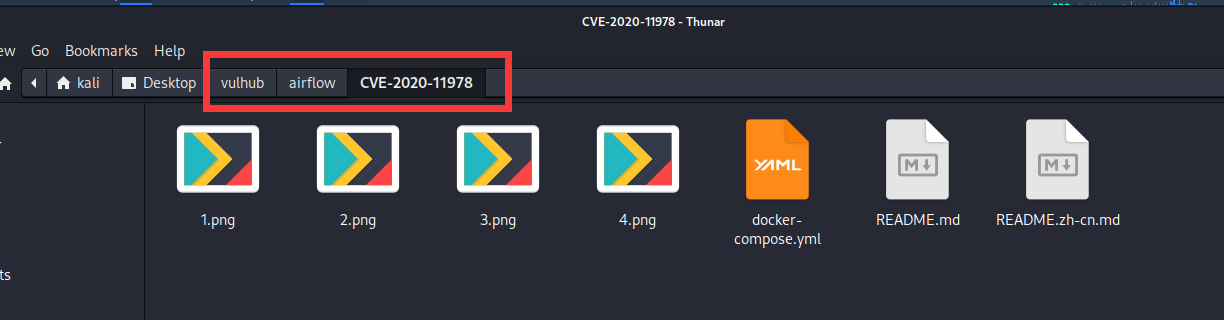 CVE-2020-11978 - Thunar
ew Go Bookmarks Help
kali Desktop vulhub airflow CVE-2020-11978
YAML
M
M
1.png 2.png 3.png 4.png docker-compose.yml README.md README.zh-cn.md
ts